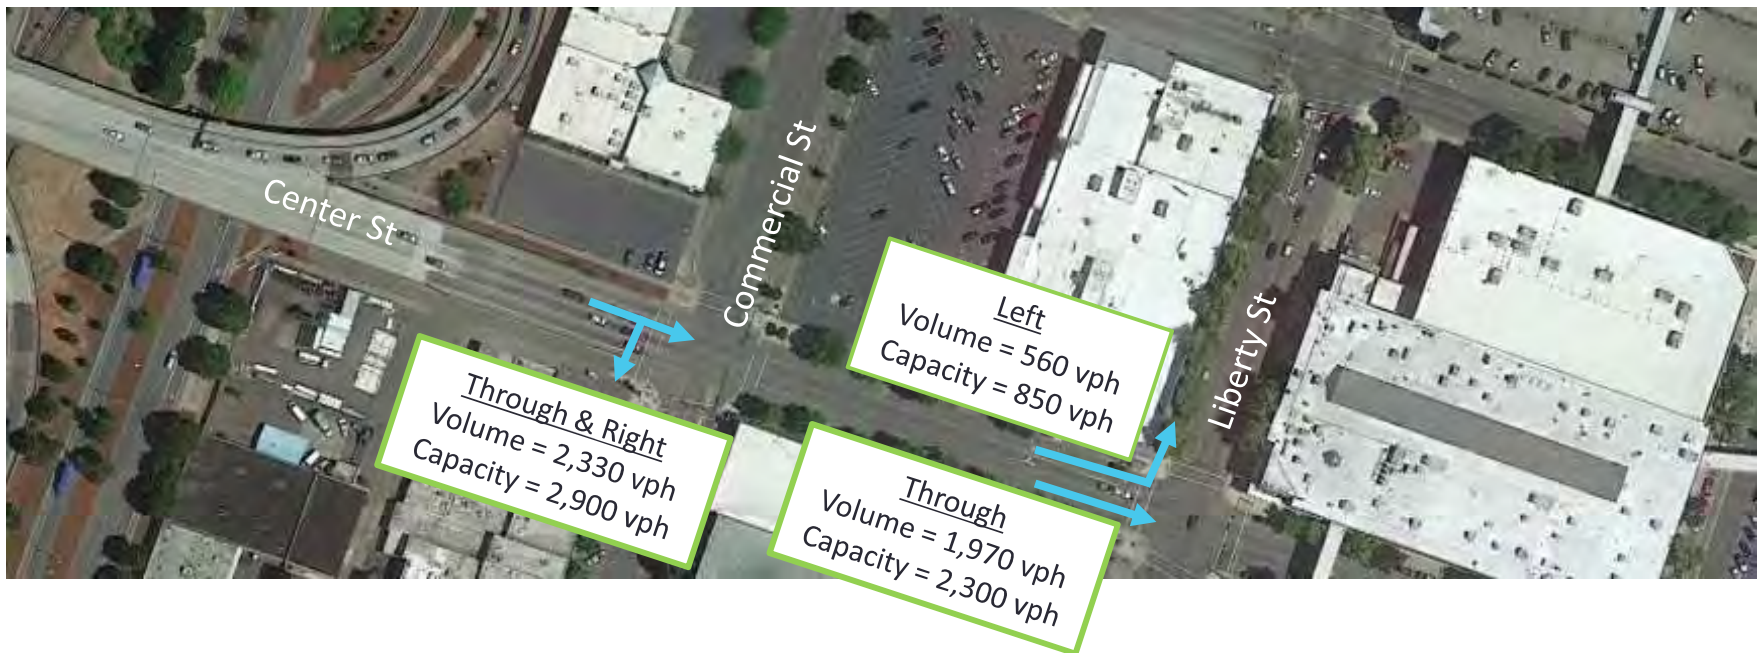 Center St
Commercial St
Liberty St
Left
Volume = 560 vph
Capacity = 850 vph
Through & Right
Volume = 2,330 vph
Capacity = 2,900 vph
Through
Volume = 1,970 vph
Capacity = 2,300 vph